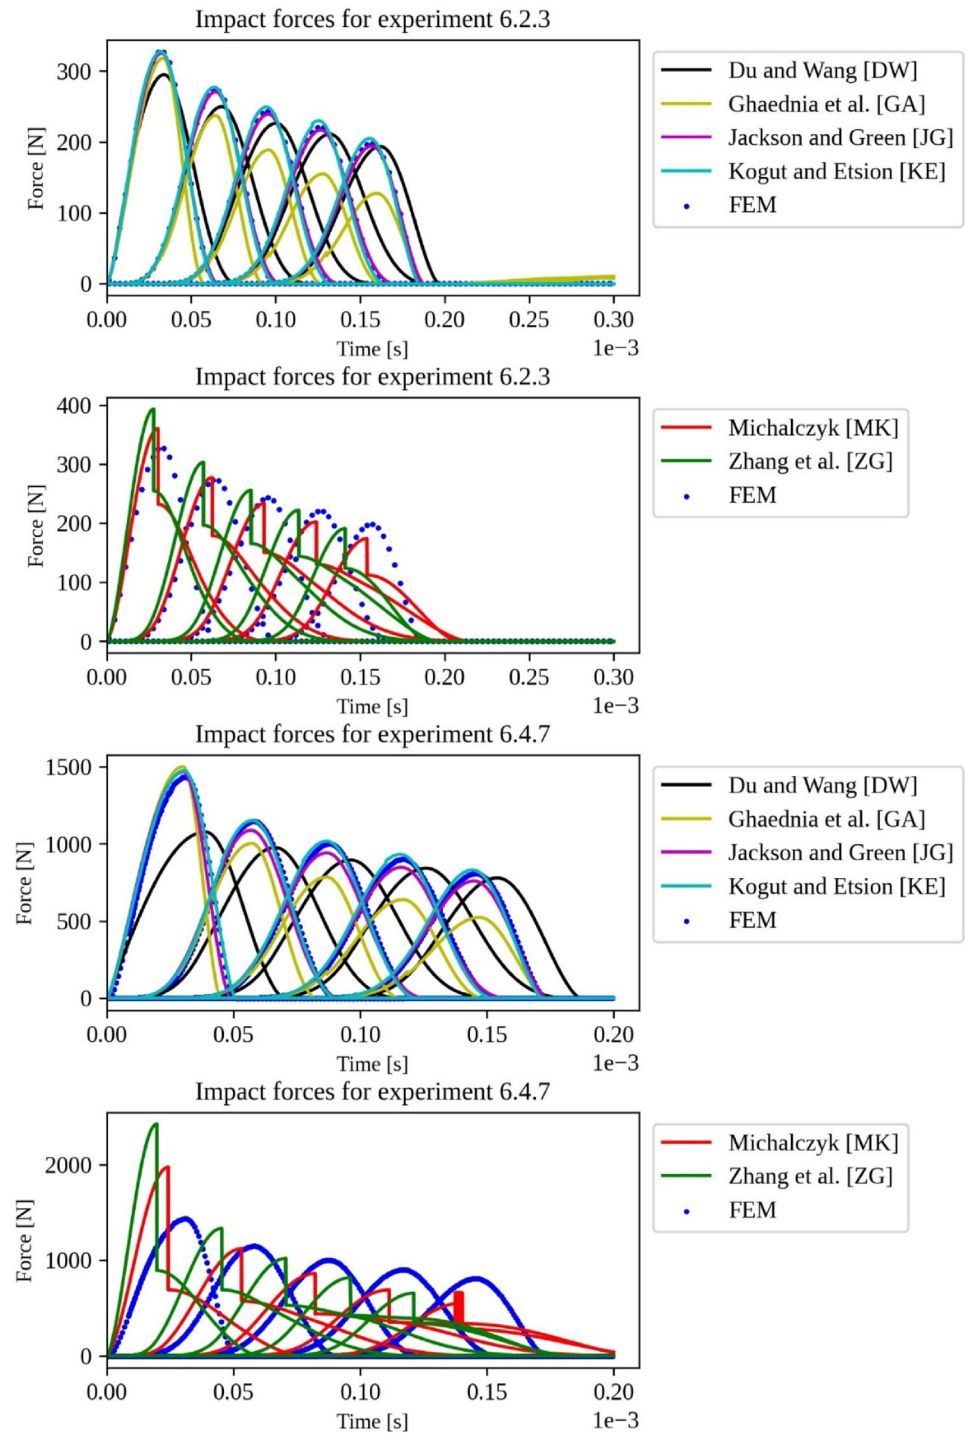 Impact forces for experiment 6.2.3
300
200
100
0
Force [N]
0.00 0.05 0.10 0.15 0.20 0.30
Time [s]
1e−3
Du and Wang [DW]
Ghaednia et al. [GA]
Jackson and Green [JG]
Kogut and Etsion [KE]
FEM
Impact forces for experiment 6.2.3
400
300
200
100
0
Force [N]
0.00 0.05 0.10 0.15 0.20 0.30
Time [s]
1e−3
Michalczyk [MK]
Zhang et al. [ZG]
FEM
Impact forces for experiment 6.4.7
1500
1000
500
0
Force [N]
0.00 0.05 0.10 0.15 0.20
Time [s]
1e−3
Du and Wang [DW]
Ghaednia et al. [GA]
Jackson and Green [JG]
Kogut and Etsion [KE]
FEM
Impact forces for experiment 6.4.7
2000
1000
0
Force [N]
0.00 0.05 0.10 0.15 0.20
Time [s]
1e−3
Michalczyk [MK]
Zhang et al. [ZG]
FEM